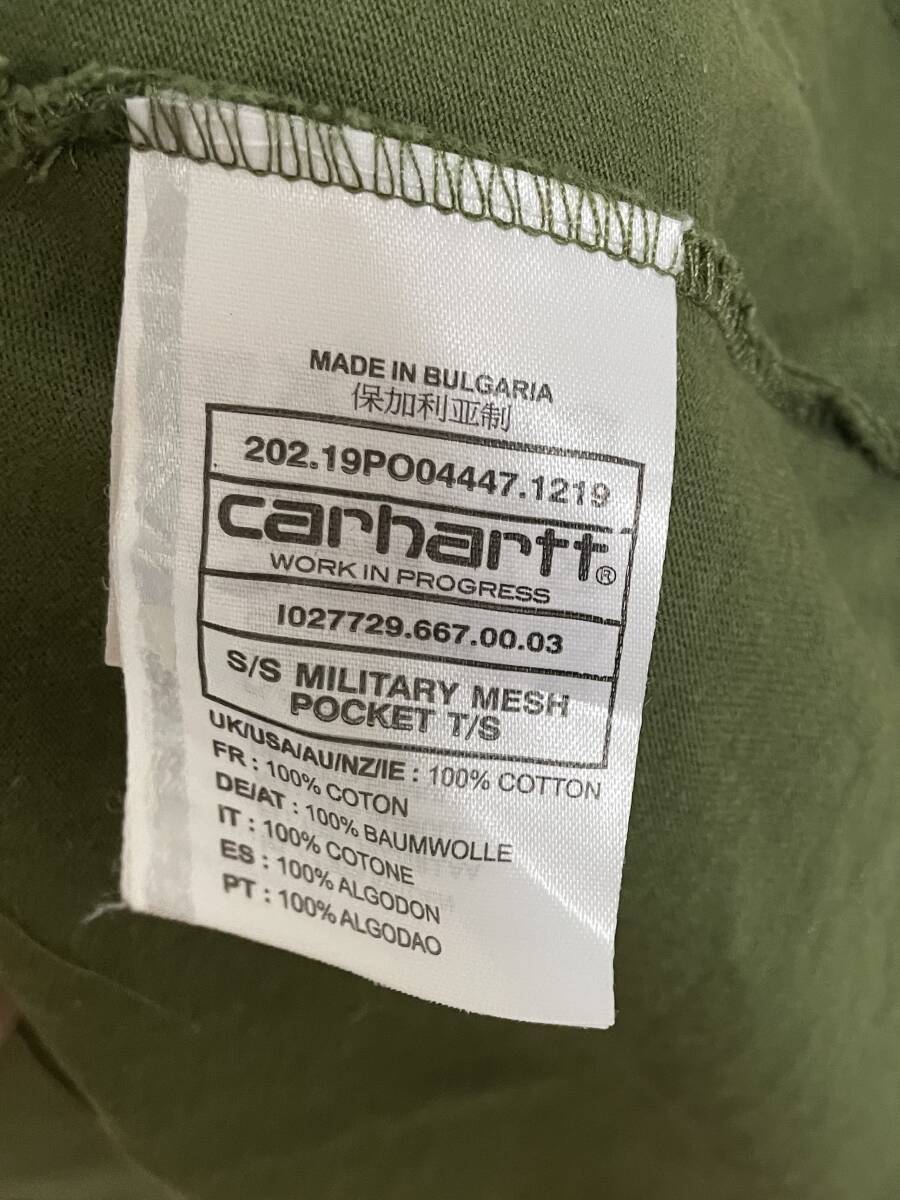 MADE IN BULGARIA
保加利亚制
202.19PO04447.1219
carhartt®
WORK IN PROGRESS
I027729.667.00.03
S/S MILITARY MESH
POCKET T/S
UK/USA/AU/NZ/IE : 100% COTTON
FR : 100% COTON
DE/AT : 100% BAUMWOLLE
IT : 100% COTONE
ES : 100% ALGODON
PT : 100% ALGODAO